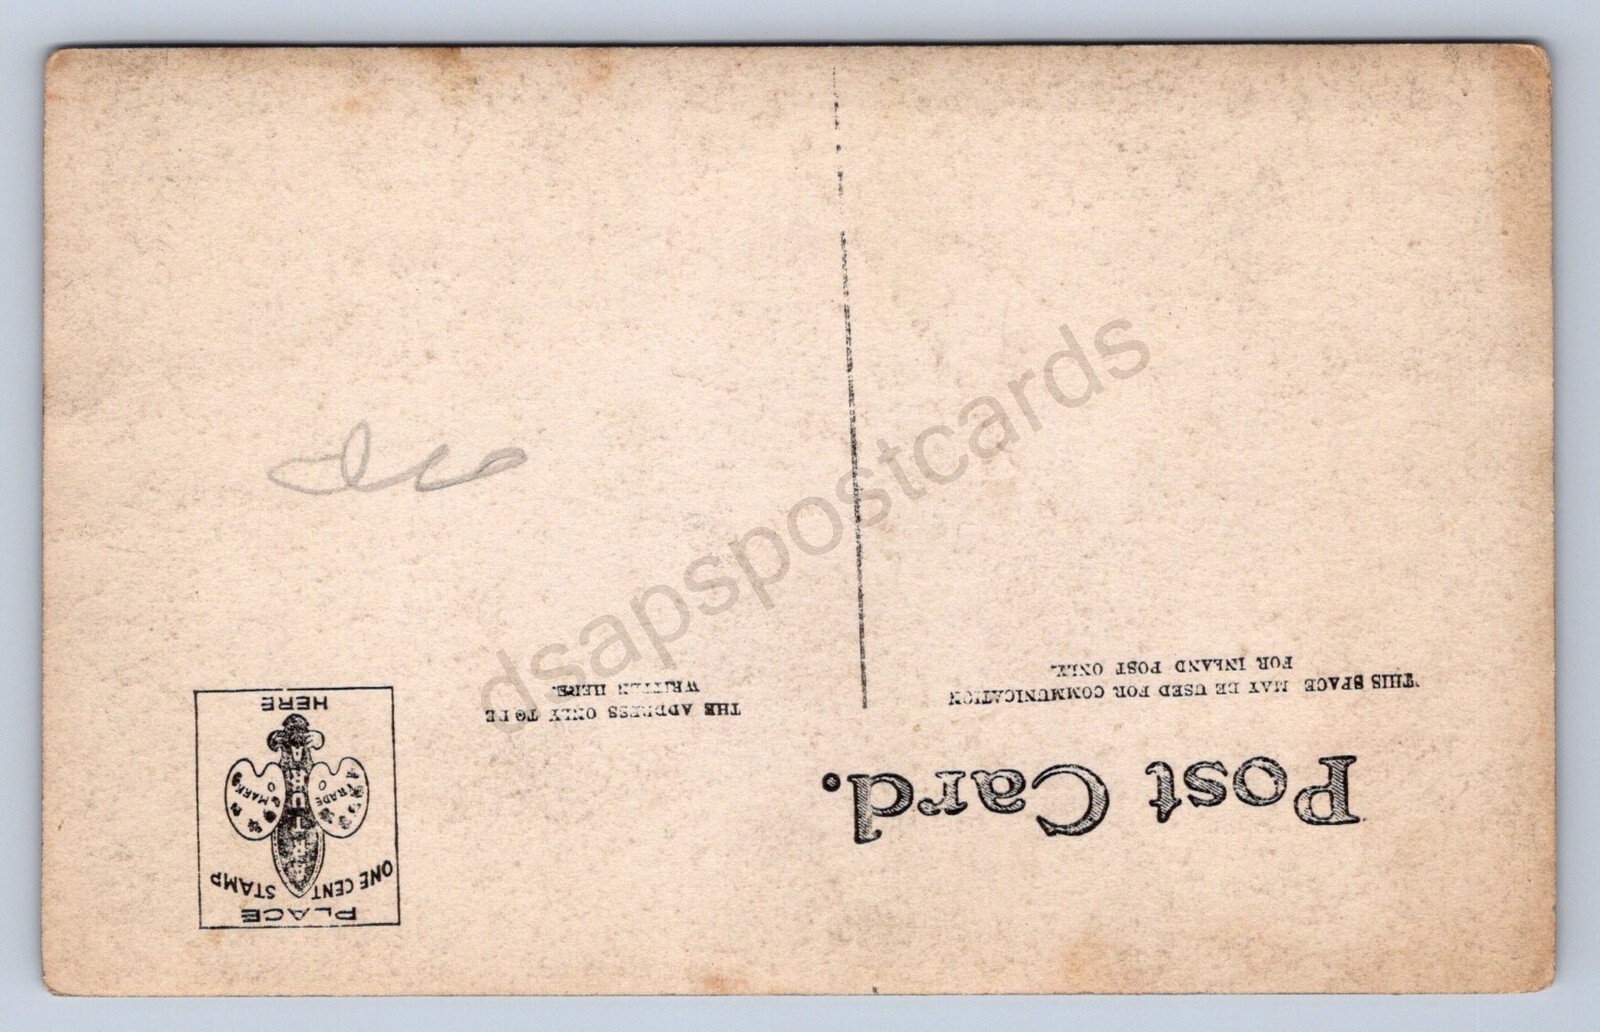 Post Card.
THIS SPACE MAY BE USED FOR COMMUNICATION
FOR INLAND POST ONLY.
THE ADDRESS ONLY TO BE
WRITTEN HERE.
PLACE
ONE CENT STAMP
TRADE MARK
HERE
dsapspostcards